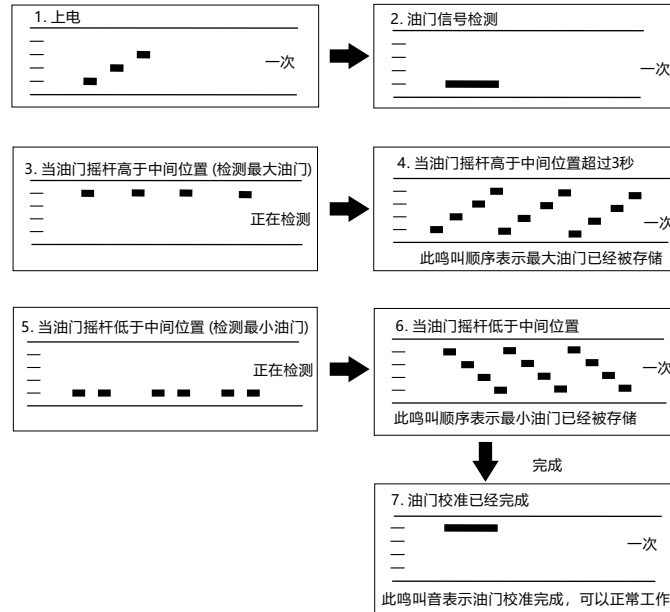 1. 上电
一次
2. 油门信号检测
一次
3. 当油门摇杆高于中间位置 (检测最大油门)
正在检测
4. 当油门摇杆高于中间位置超过3秒
一次
此鸣叫顺序表示最大油门已经被存储
5. 当油门摇杆低于中间位置 (检测最小油门)
正在检测
6. 当油门摇杆低于中间位置
一次
此鸣叫顺序表示最小油门已经被存储
完成
7. 油门校准已经完成
一次
此鸣叫音表示油门校准完成，可以正常工作